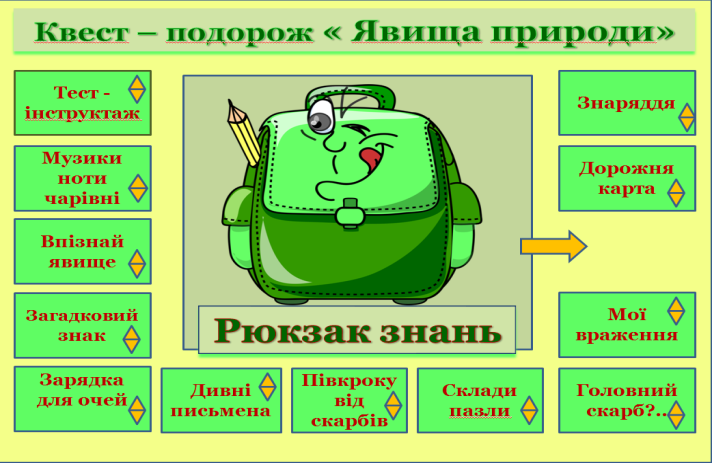 Квест – подорож « Явища природи»
Тест -
інструктаж
Музики
ноти
чарівні
Впізнай
явище
Загадковий
знак
Зарядка
для очей
Рюкзак знань
Дивні
письмена
Півкроку
від
скарбів
Склади
пазли
Знаряддя
Дорожня
карта
Мої
враження
Головний
скарб?..